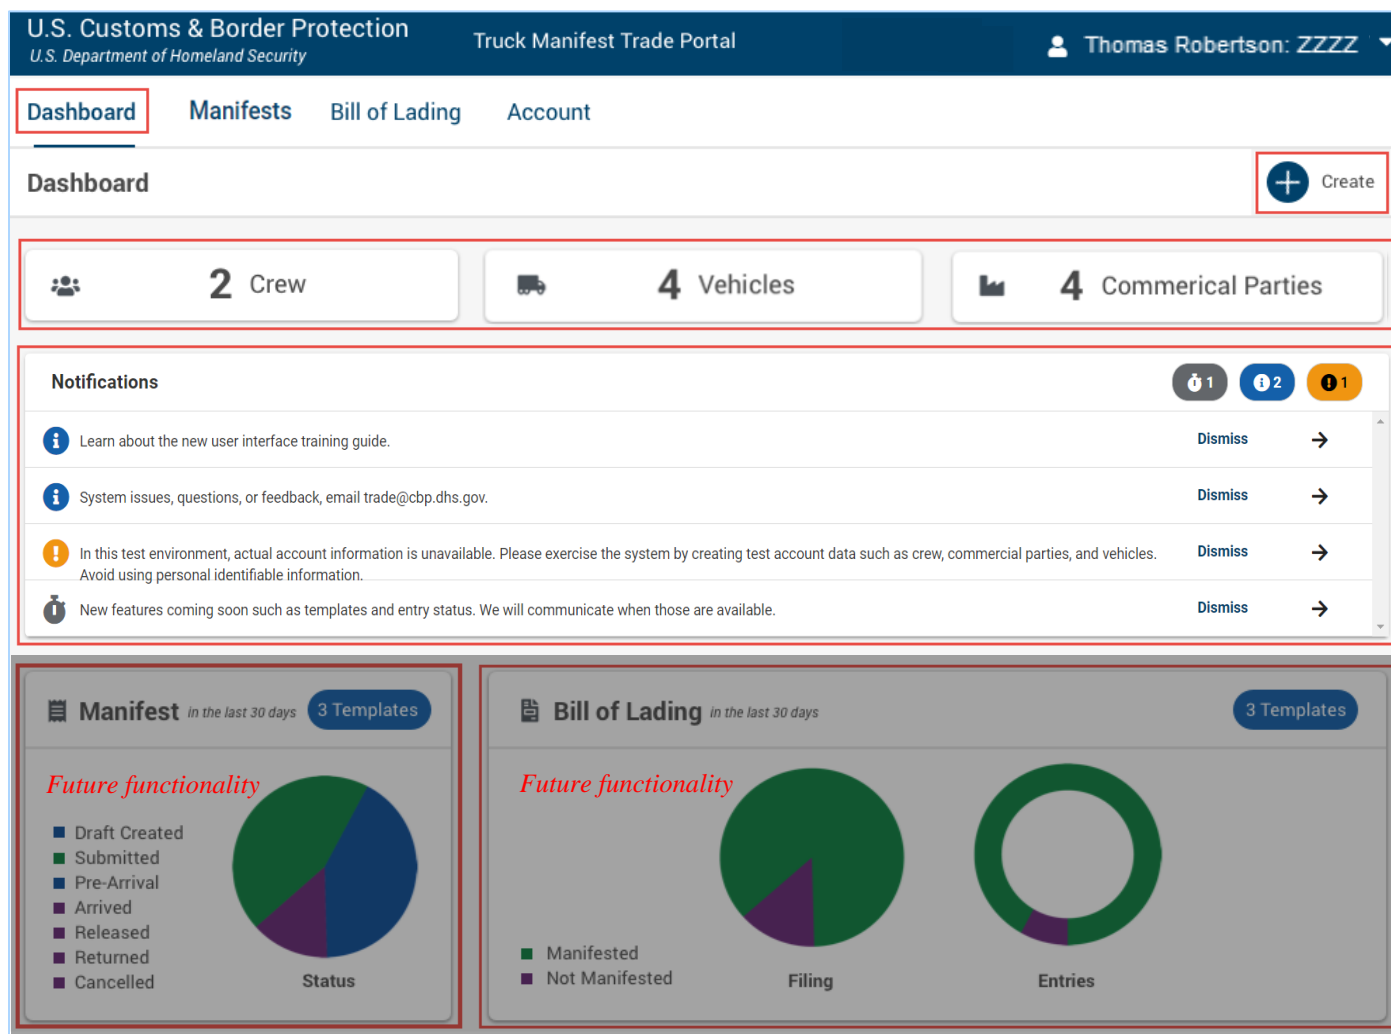 U.S. Customs & Border Protection
U.S. Department of Homeland Security
Truck Manifest Trade Portal
Thomas Robertson: ZZZZ
Dashboard Manifests Bill of Lading Account
Dashboard
Create
2 Crew
4 Vehicles
4 Commerical Parties
Notifications
1 2 1
Learn about the new user interface training guide. Dismiss
System issues, questions, or feedback, email trade@cbp.dhs.gov. Dismiss
In this test environment, actual account information is unavailable. Please exercise the system by creating test account data such as crew, commercial parties, and vehicles. Dismiss
Avoid using personal identifiable information.
New features coming soon such as templates and entry status. We will communicate when those are available. Dismiss
Manifest in the last 30 days 3 Templates
Future functionality
Draft Created
Submitted
Pre-Arrival
Arrived
Released
Returned
Cancelled
Status
Bill of Lading in the last 30 days 3 Templates
Future functionality
Manifested
Not Manifested
Filing
Entries